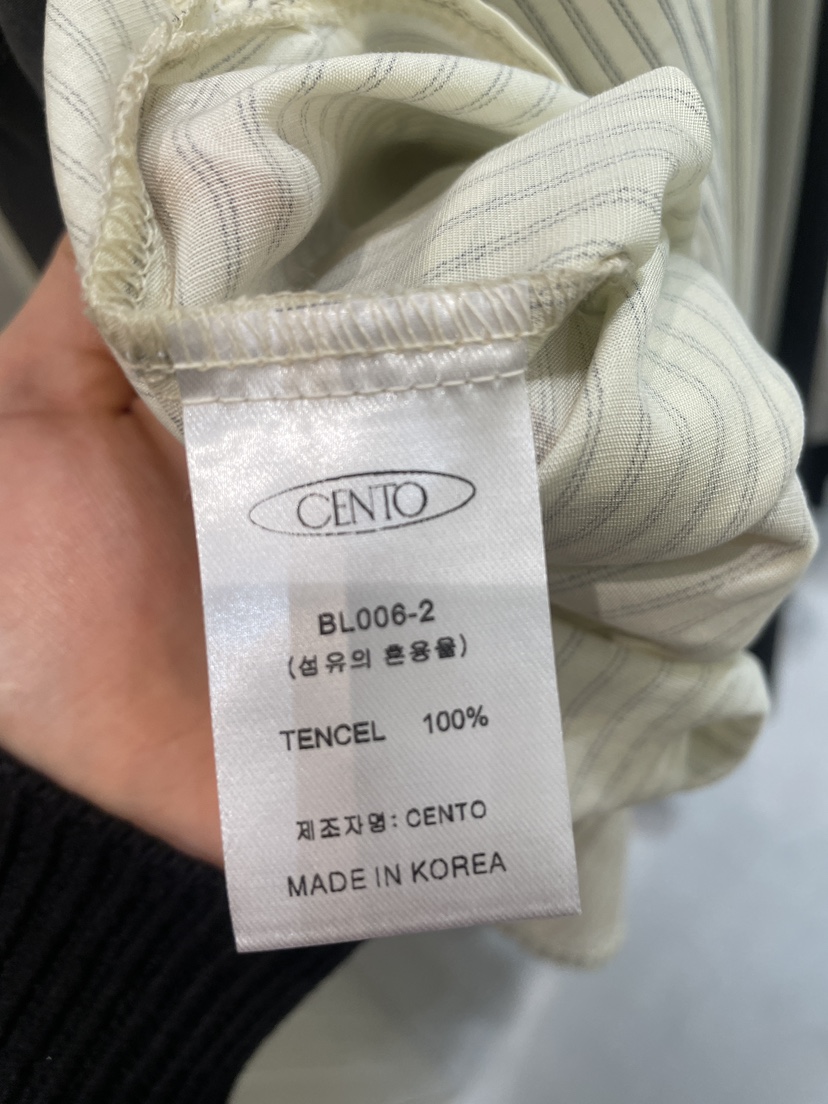 CENTO
BL006-2
(섬유의 혼용율)
TENCEL 100%
제조자명: CENTO
MADE IN KOREA